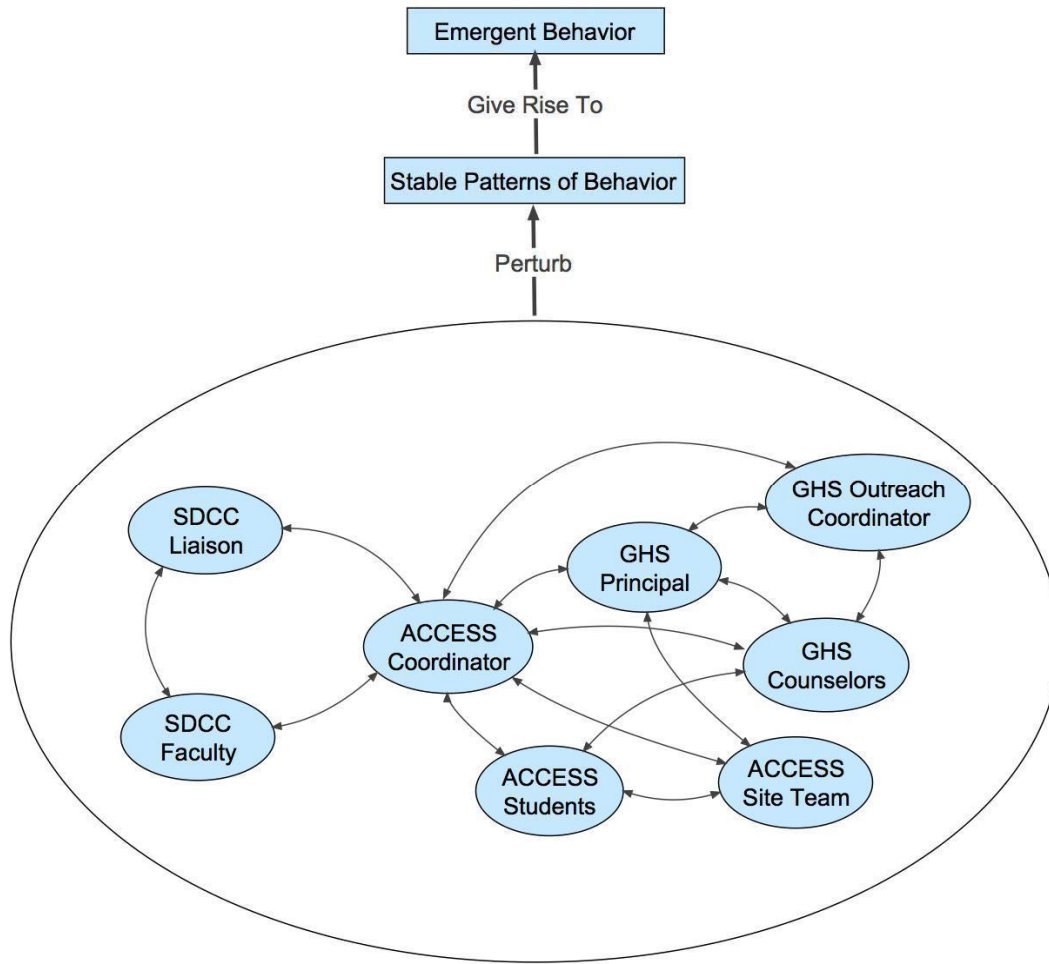 Emergent Behavior
Give Rise To
Stable Patterns of Behavior
Perturb
GHS Outreach
Coordinator
SDCC
Liaison
GHS
Principal
ACCESS
Coordinator
GHS
Counselors
SDCC
Faculty
ACCESS
Students
ACCESS
Site Team